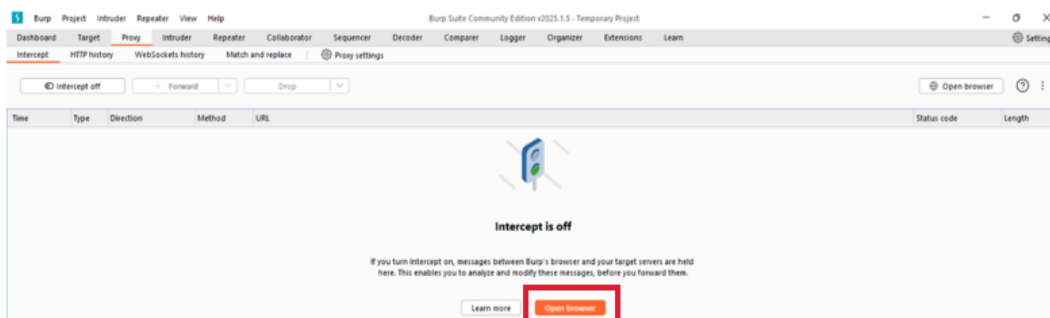 Burp Project Intruder Repeater View Help Burp Suite Community Edition v2025.1.5 - Temporary Project
Dashboard Target Proxy Intruder Repeater Collaborator Sequencer Decoder Comparer Logger Organizer Extensions Learn Setting
Intercept HTTP history WebSockets history Match and replace Proxy settings
Intercept off Forward Drop Open browser
Time Type Direction Method URL Status code Length
Intercept is off
If you turn Intercept on, messages between Burp's browser and your target servers are held
here. This enables you to analyze and modify these messages, before you forward them.
Learn more Open browser